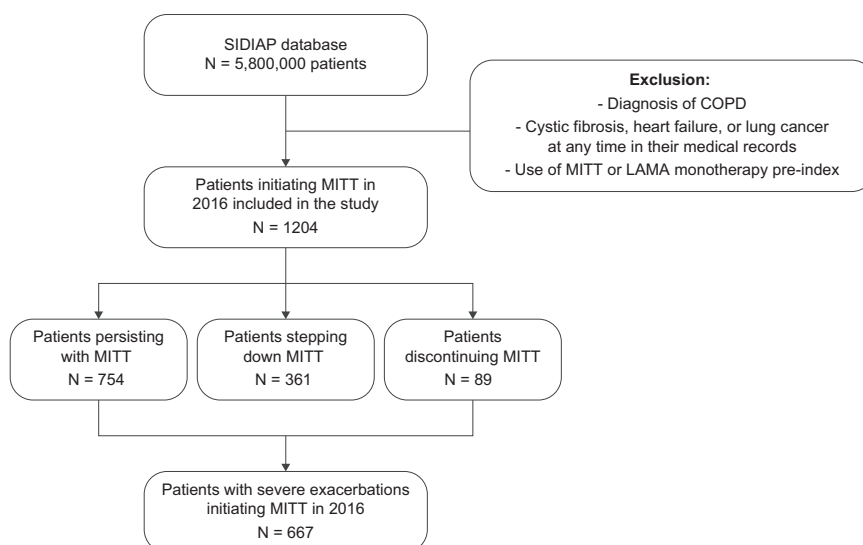 SIDIAP database
N = 5,800,000 patients
Exclusion:
- Diagnosis of COPD
- Cystic fibrosis, heart failure, or lung cancer
at any time in their medical records
- Use of MITT or LAMA monotherapy pre-index
Patients initiating MITT in
2016 included in the study
N = 1204
Patients persisting
with MITT
N = 754
Patients stepping
down MITT
N = 361
Patients
discontinuing MITT
N = 89
Patients with severe exacerbations
initiating MITT in 2016
N = 667